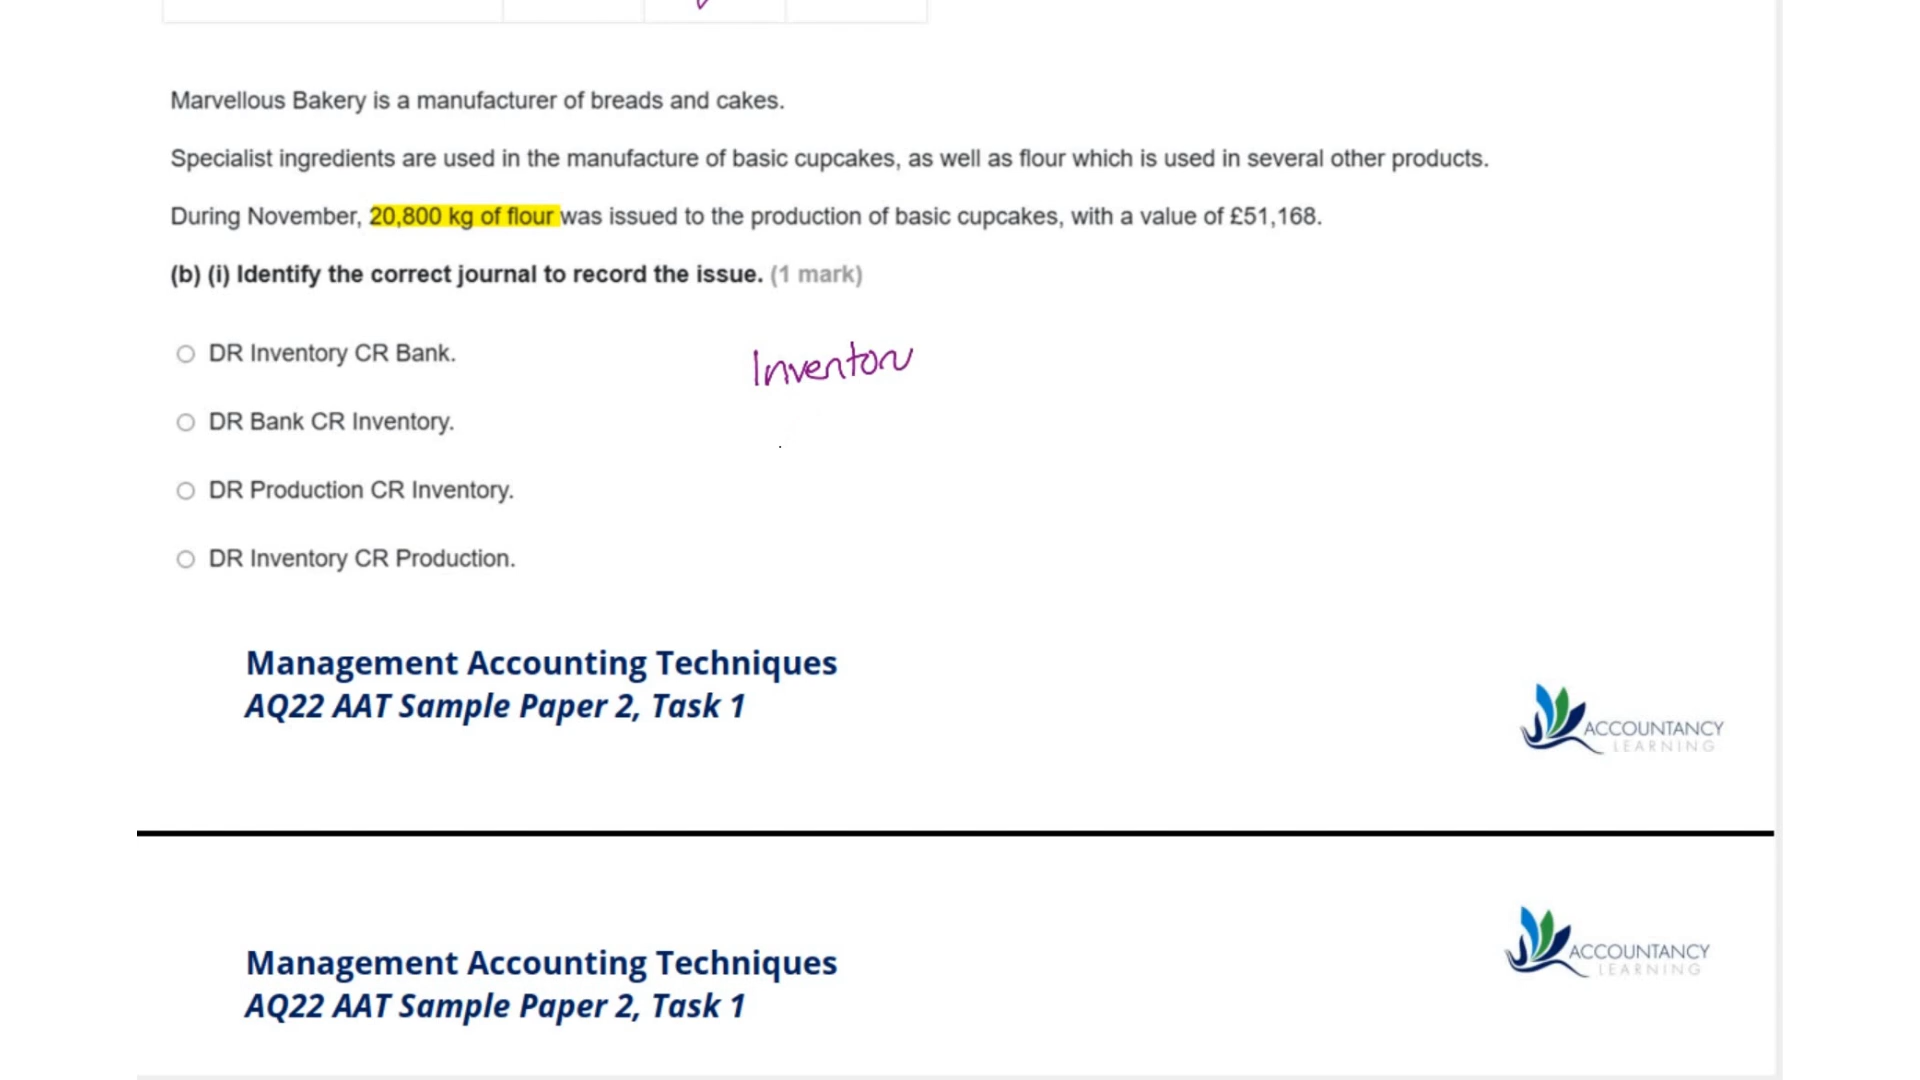 Marvellous Bakery is a manufacturer of breads and cakes.
Specialist ingredients are used in the manufacture of basic cupcakes, as well as flour which is used in several other products.
During November, 20,800 kg of flour was issued to the production of basic cupcakes, with a value of £51,168.
(b) (i) Identify the correct journal to record the issue. (1 mark)
DR Inventory CR Bank.
Inventor
DR Bank CR Inventory.
DR Production CR Inventory.
DR Inventory CR Production.
Management Accounting Techniques
AQ22 AAT Sample Paper 2, Task 1
ACCOUNTANCY
LEARNING
Management Accounting Techniques
AQ22 AAT Sample Paper 2, Task 1
ACCOUNTANCY
LEARNING